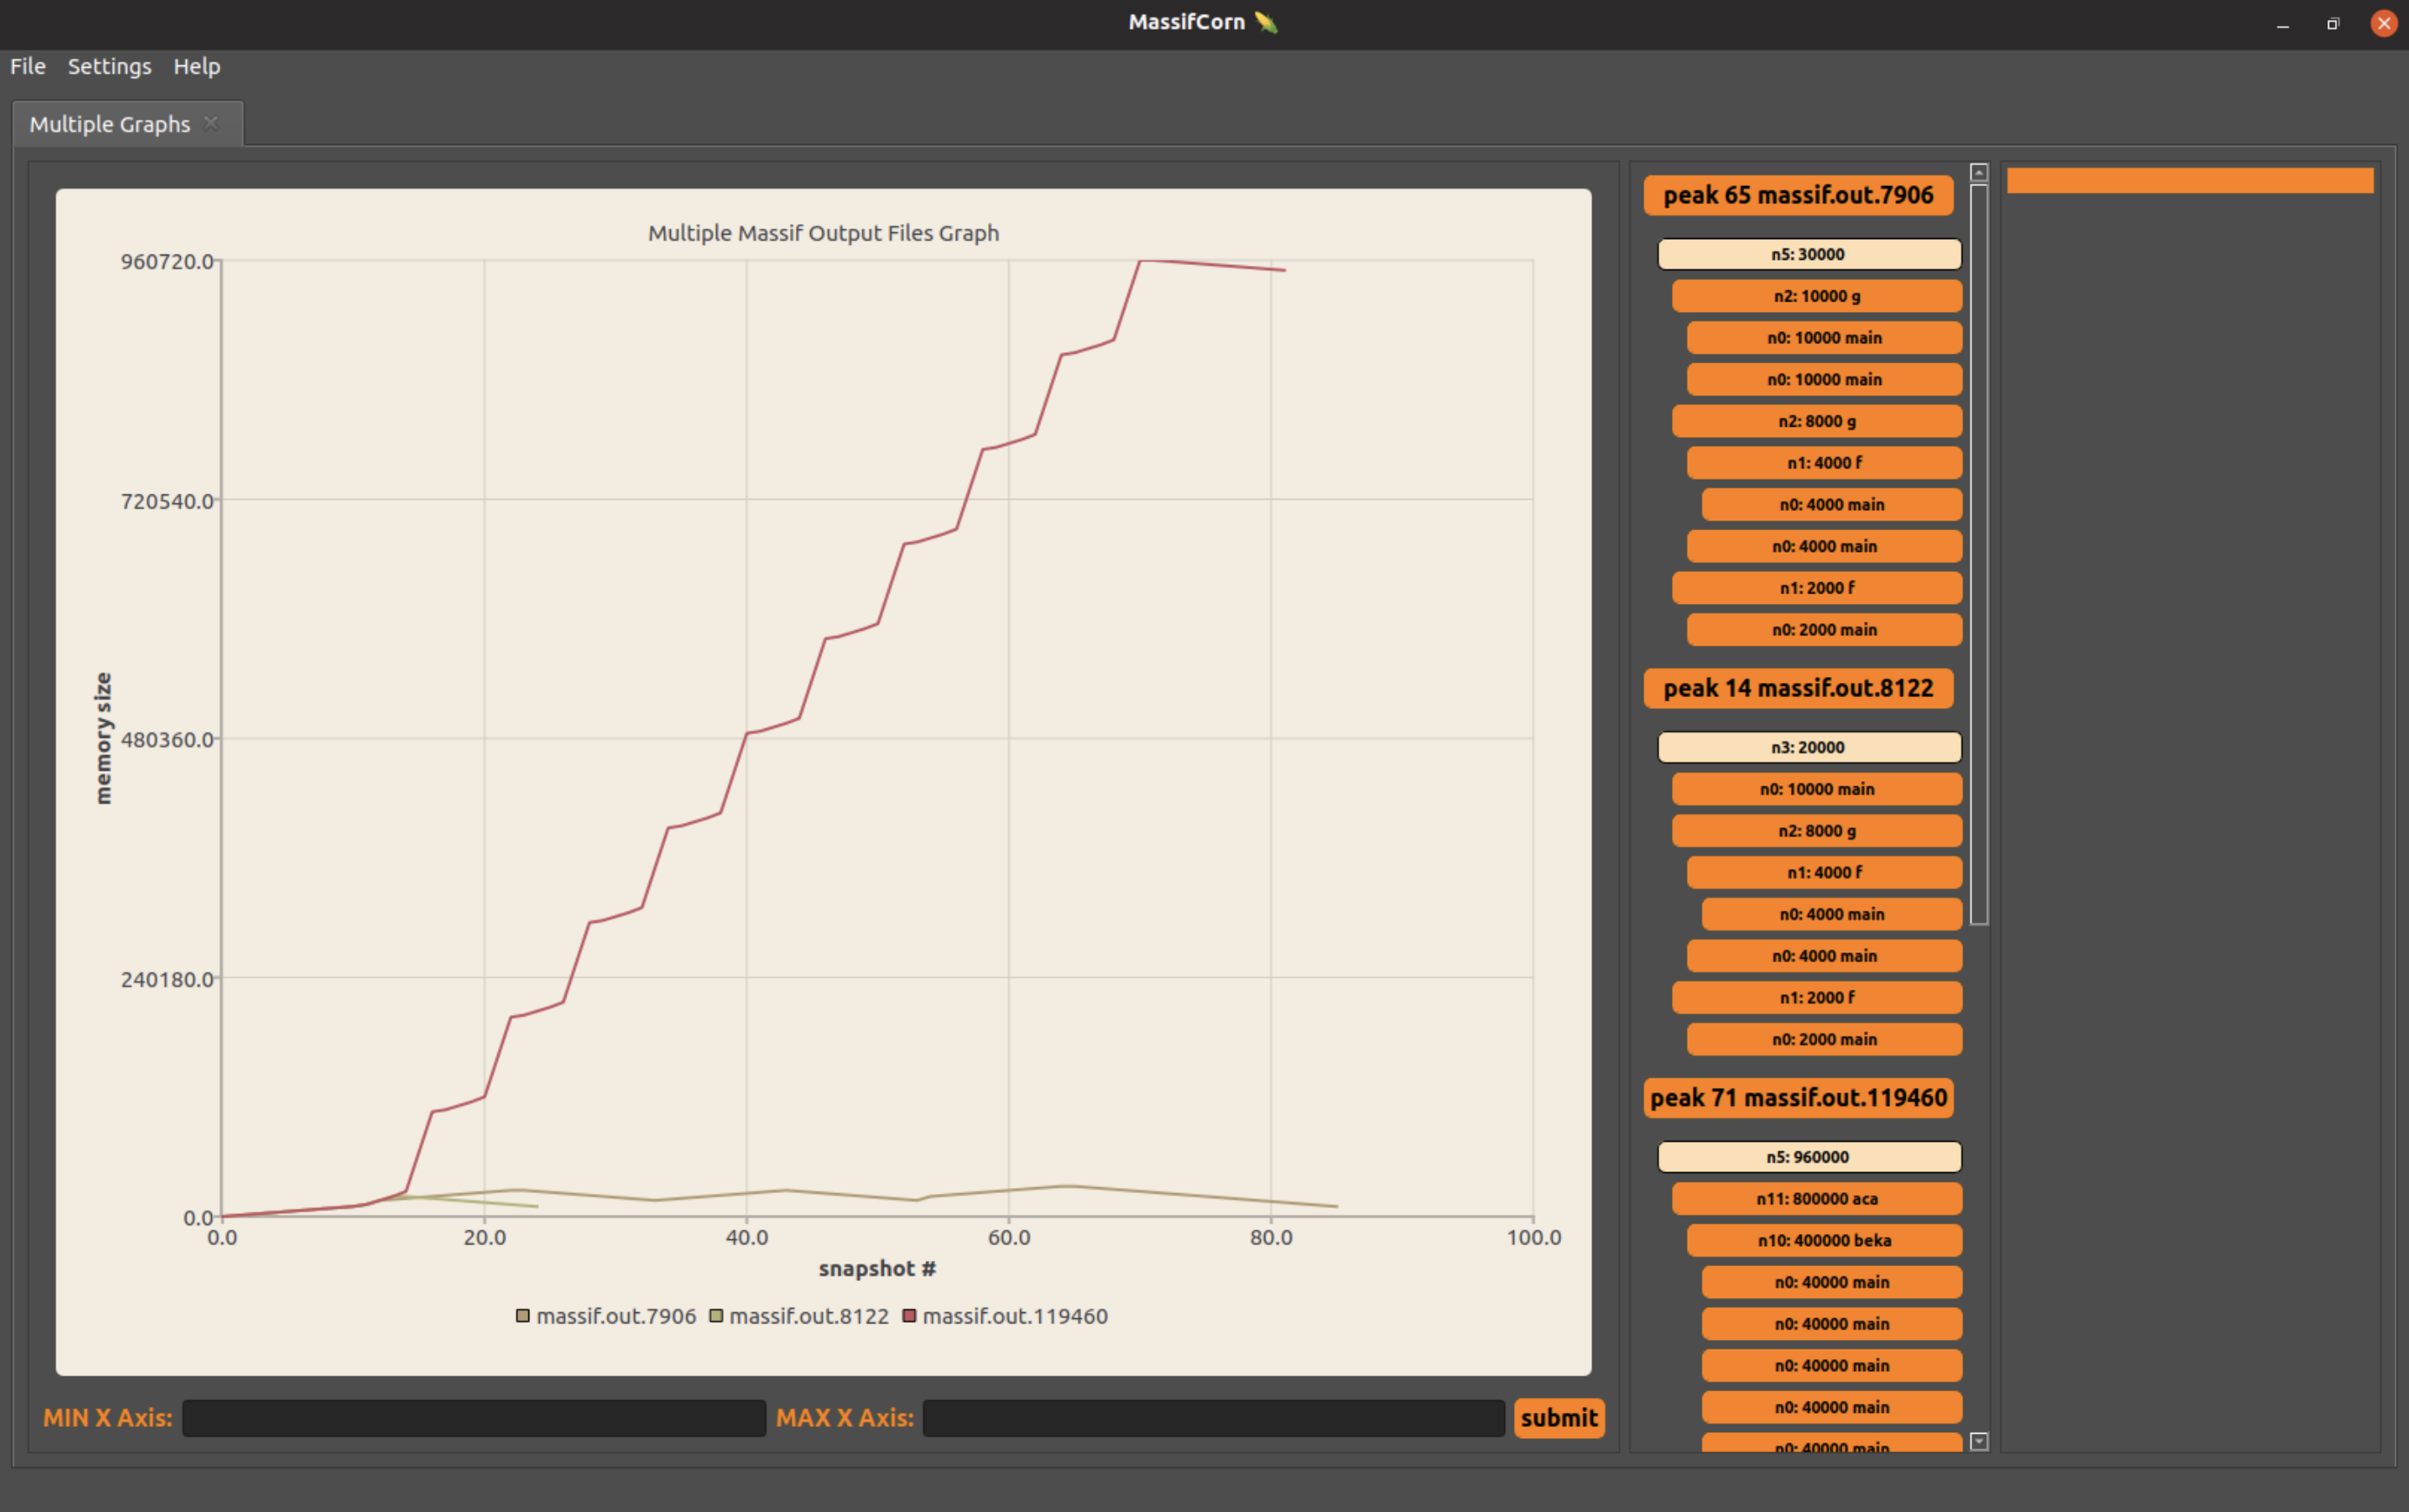 MassifCorn 🌽
File Settings Help
Multiple Graphs
Multiple Massif Output Files Graph
960720.0
720540.0
480360.0
240180.0
0.0
memory size
0.0 20.0 40.0 60.0 80.0 100.0
snapshot #
massif.out.7906 massif.out.8122 massif.out.119460
MIN X Axis: MAX X Axis: submit
peak 65 massif.out.7906
n5: 30000
n2: 10000 g
n0: 10000 main
n0: 10000 main
n2: 8000 g
n1: 4000 f
n0: 4000 main
n0: 4000 main
n1: 2000 f
n0: 2000 main
peak 14 massif.out.8122
n3: 20000
n0: 10000 main
n2: 8000 g
n1: 4000 f
n0: 4000 main
n0: 4000 main
n1: 2000 f
n0: 2000 main
peak 71 massif.out.119460
n5: 960000
n11: 800000 aca
n10: 400000 beka
n0: 40000 main
n0: 40000 main
n0: 40000 main
n0: 40000 main
n0: 40000 main